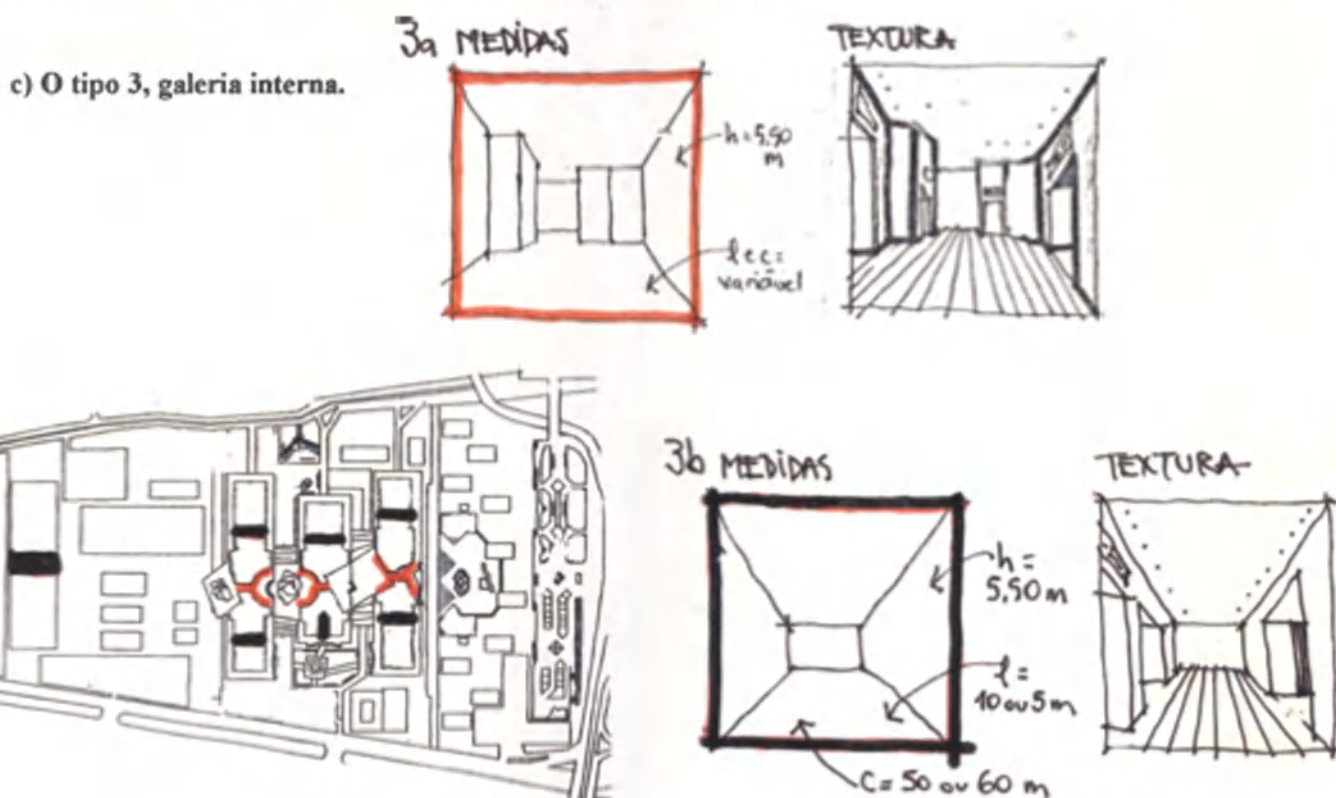 c) O tipo 3, galeria interna.
3a MEDIDAS
h=5,50
m
l e c =
variável
TEXTURA
3b MEDIDAS
h =
5,50 m
l =
10 ou 5 m
C = 50 ou 60 m
TEXTURA